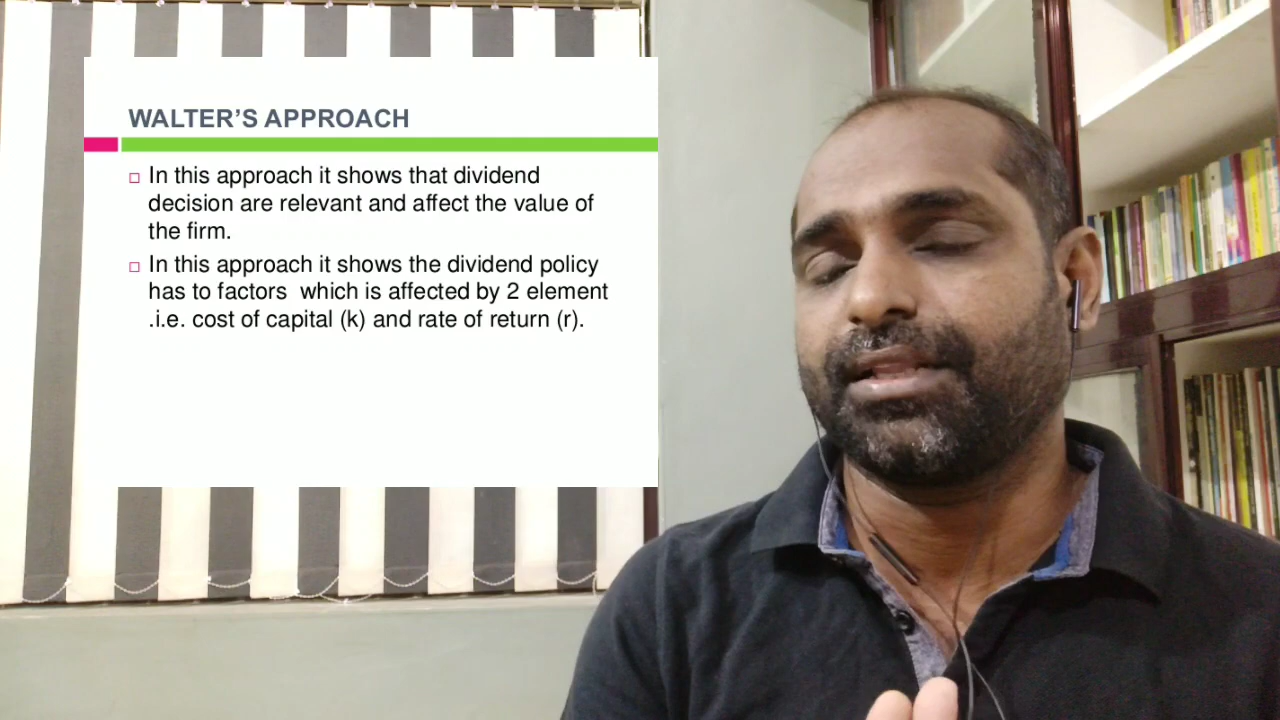 WALTER'S APPROACH
In this approach it shows that dividend
decision are relevant and affect the value of
the firm.
In this approach it shows the dividend policy
has to factors which is affected by 2 element
.i.e. cost of capital (k) and rate of return (r).